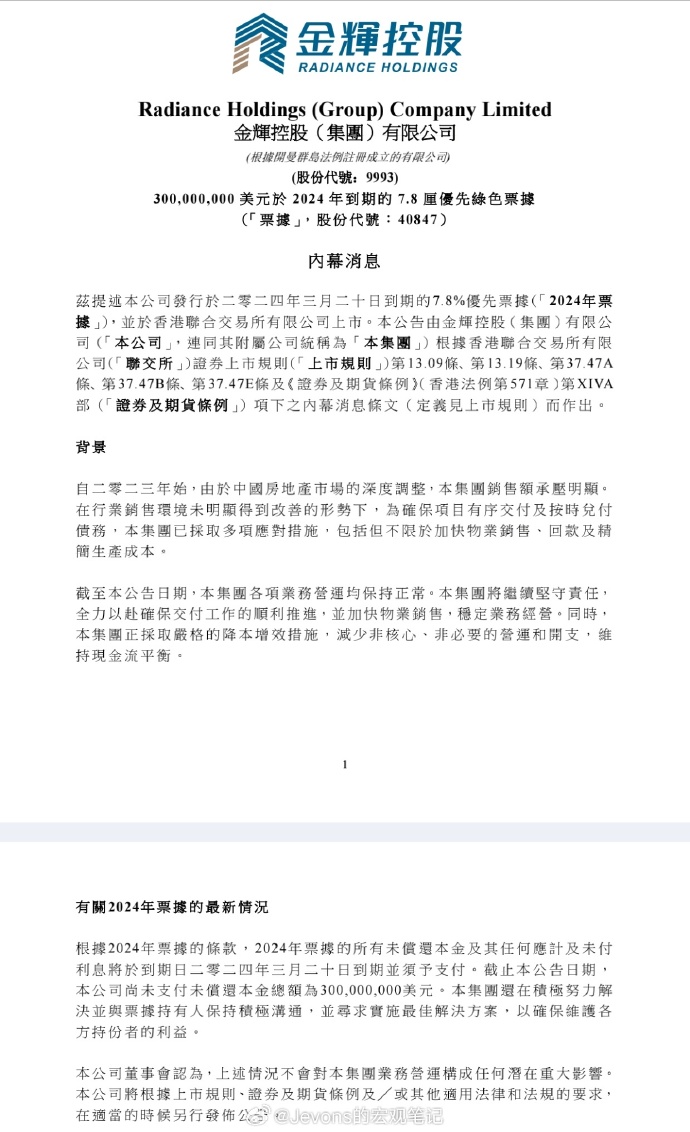 金輝控股
RADIANCE HOLDINGS
Radiance Holdings (Group) Company Limited
金輝控股（集團）有限公司
（根據開曼群島法例註冊成立的有限公司）
（股份代號：9993）
300,000,000 美元於 2024 年到期的 7.8 厘優先綠色票據
（「票據」，股份代號：40847）
內幕消息
茲提述本公司發行於二零二四年三月二十日到期的7.8%優先票據（「2024年票
據」），並於香港聯合交易所有限公司上市。本公告由金輝控股（集團）有限公
司（「本公司」，連同其附屬公司統稱為「本集團」）根據香港聯合交易所有限
公司（「聯交所」）證券上市規則（「上市規則」）第13.09條、第13.19條、第37.47A
條、第37.47B條、第37.47E條及《證券及期貨條例》（香港法例第571章）第XIVA
部（「證券及期貨條例」）項下之內幕消息條文（定義見上市規則）而作出。
背景
自二零二三年始，由於中國房地產市場的深度調整，本集團銷售額承壓明顯。
在行業銷售環境未明顯得到改善的形勢下，為確保項目有序交付及按時兌付
債務，本集團已採取多項應對措施，包括但不限於加快物業銷售、回款及精
簡生產成本。
截至本公告日期，本集團各項業務營運均保持正常。本集團將繼續堅守責任，
全力以赴確保交付工作的順利推進，並加快物業銷售，穩定業務經營。同時，
本集團正採取嚴格的降本增效措施，減少非核心、非必要的營運和開支，維
持現金流平衡。
1
有關2024年票據的最新情況
根據2024年票據的條款，2024年票據的所有未償還本金及其任何應計及未付
利息將於到期日二零二四年三月二十日到期並須予支付。截止本公告日期，
本公司尚未支付未償還本金總額為300,000,000美元。本集團還在積極努力解
決並與票據持有人保持積極溝通，並尋求實施最佳解決方案，以確保維護各
方持份者的利益。
本公司董事會認為，上述情況不會對本集團業務營運構成任何潛在重大影響。
本公司將根據上市規則、證券及期貨條例及／或其他適用法律和法規的要求，
在適當的時候另行發佈公
@Jevons的宏观笔记